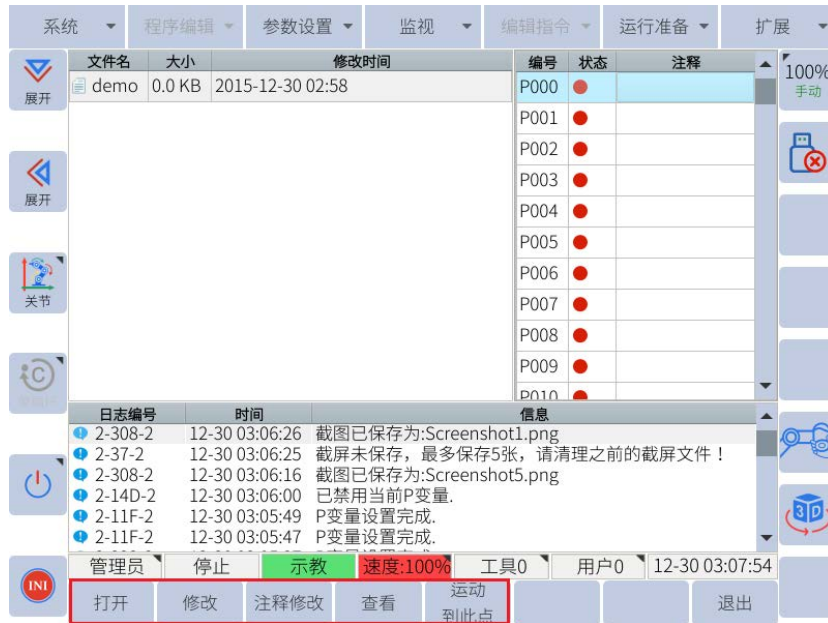 系统 程序编辑 参数设置 监视 编辑指令 运行准备 扩展
展开 文件名 大小 修改时间 编号 状态 注释 100%
手动
demo 0.0 KB 2015-12-30 02:58 P000
P001
P002
展开 P003
P004
P005
关节 P006
P007
P008
P009
P010
日志编号 时间 信息
2-308-2 12-30 03:06:26 截图已保存为:Screenshot1.png
2-37-2 12-30 03:06:25 截屏未保存，最多保存5张，请清理之前的截屏文件！
2-308-2 12-30 03:06:16 截图已保存为:Screenshot5.png
2-14D-2 12-30 03:06:00 已禁用当前P变量.
2-11F-2 12-30 03:05:49 P变量设置完成.
2-11F-2 12-30 03:05:47 P变量设置完成.
管理员 停止 示教 速度:100% 工具0 用户0 12-30 03:07:54
INI 打开 修改 注释修改 查看 运动
到此点 退出
3D